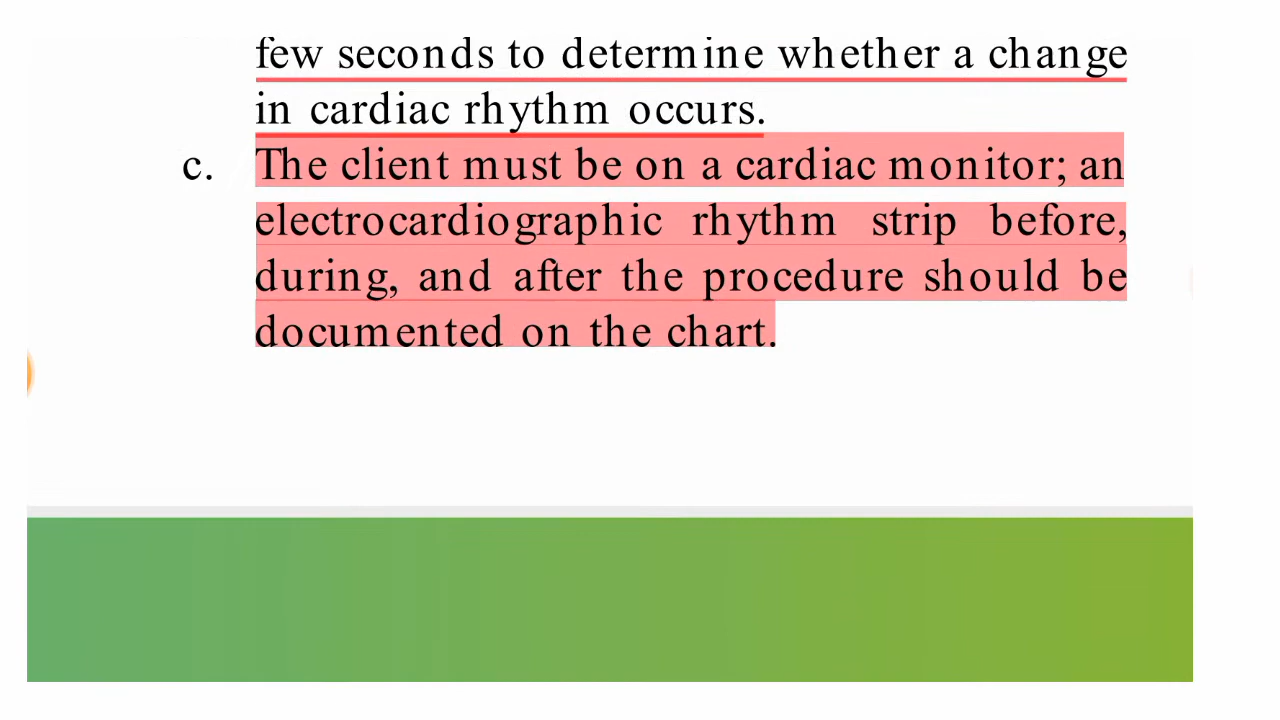 few seconds to determine whether a change
in cardiac rhythm occurs.
c. The client must be on a cardiac monitor; an
electrocardiographic rhythm strip before,
during, and after the procedure should be
documented on the chart.